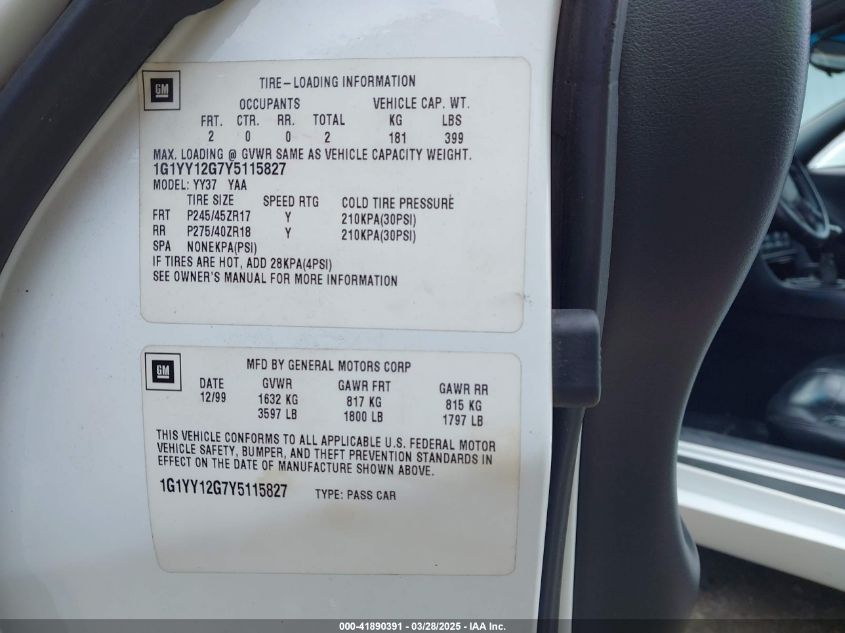 GM
TIRE-LOADING INFORMATION
OCCUPANTS VEHICLE CAP. WT.
FRT. CTR. RR. TOTAL KG LBS
2 0 0 2 181 399
MAX. LOADING @ GVWR SAME AS VEHICLE CAPACITY WEIGHT.
1G1YY12G7Y5115827
MODEL: YY37 YAA
TIRE SIZE SPEED RTG COLD TIRE PRESSURE
FRT P245/45ZR17 Y 210KPA(30PSI)
RR P275/40ZR18 Y 210KPA(30PSI)
SPA NONEKPA(PSI)
IF TIRES ARE HOT, ADD 28KPA(4PSI)
SEE OWNER'S MANUAL FOR MORE INFORMATION
GM
MFD BY GENERAL MOTORS CORP
DATE GVWR GAWR FRT GAWR RR
12/99 1632 KG 817 KG 815 KG
3597 LB 1800 LB 1797 LB
THIS VEHICLE CONFORMS TO ALL APPLICABLE U.S. FEDERAL MOTOR
VEHICLE SAFETY, BUMPER, AND THEFT PREVENTION STANDARDS IN
EFFECT ON THE DATE OF MANUFACTURE SHOWN ABOVE.
1G1YY12G7Y5115827 TYPE: PASS CAR
000-41890391 | 03/28/2025 - IAA Inc.